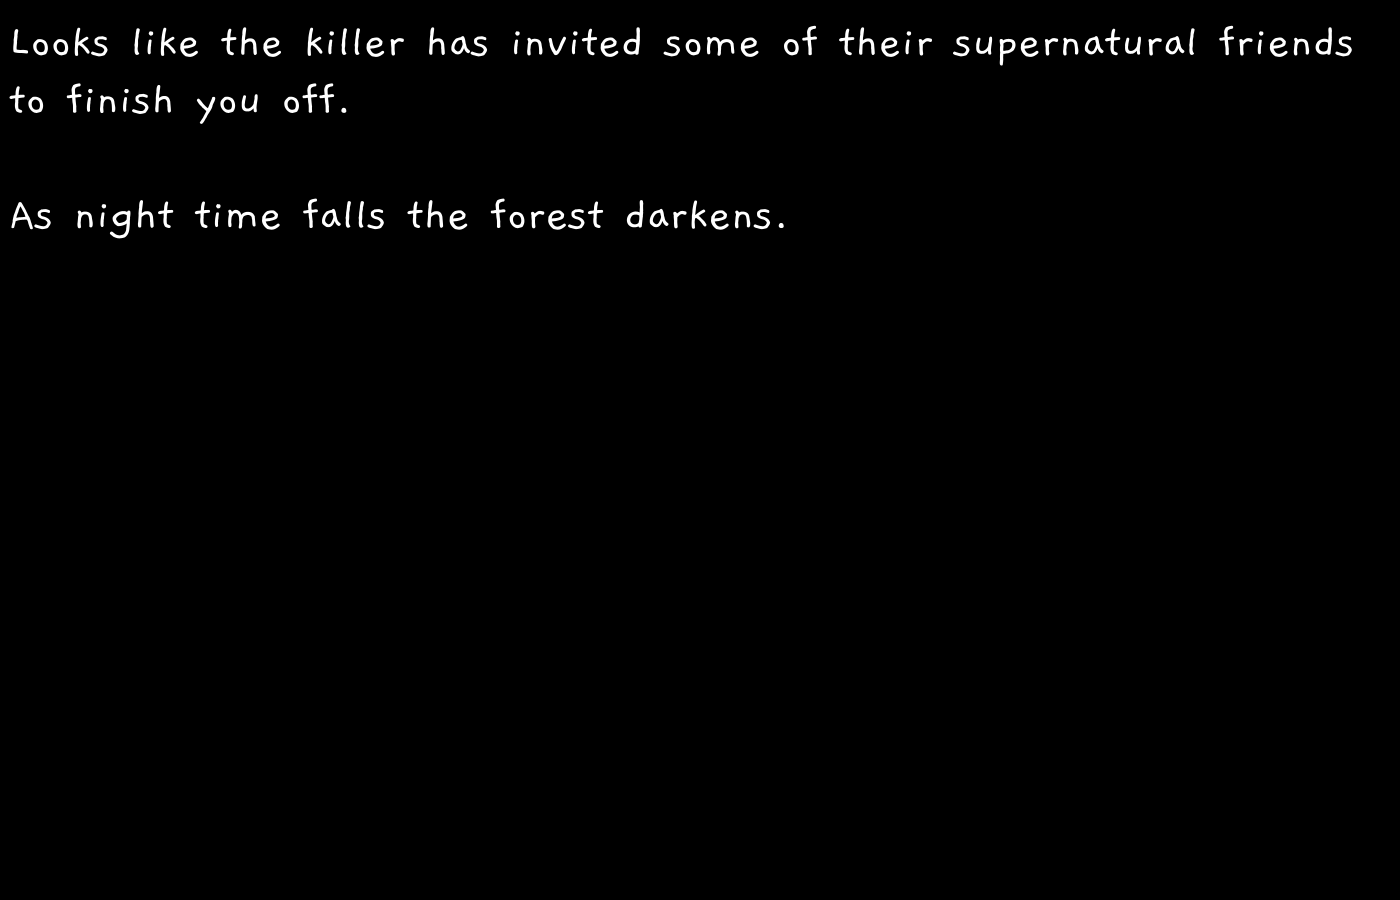 Looks like the killer has invited some of their supernatural friends
to finish you off.
As night time falls the forest darkens.